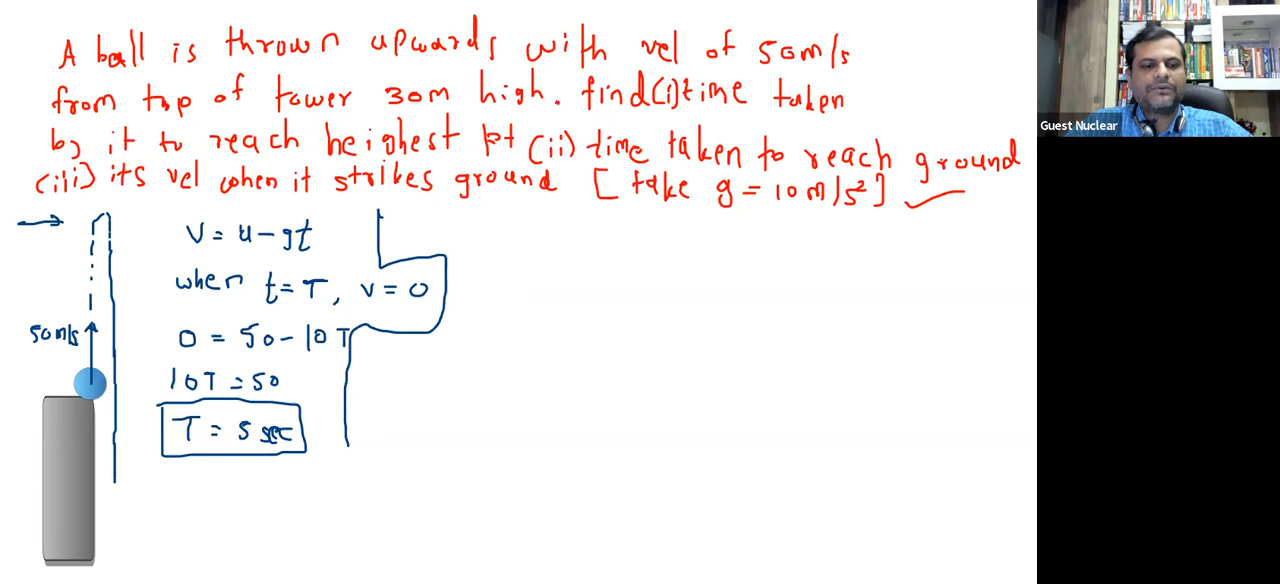 A ball is thrown upwards with vel of 50m/s
from top of tower 30m high. find(i)time taken
by it to reach heighest pt (ii) time taken to reach ground
(iii) its vel when it strikes ground [take g = 10 m/s²]
v = u - gt
when t = T, v = 0
50m/s
0 = 50 - 10T
10T = 50
T = 5 sec
Guest Nuclear